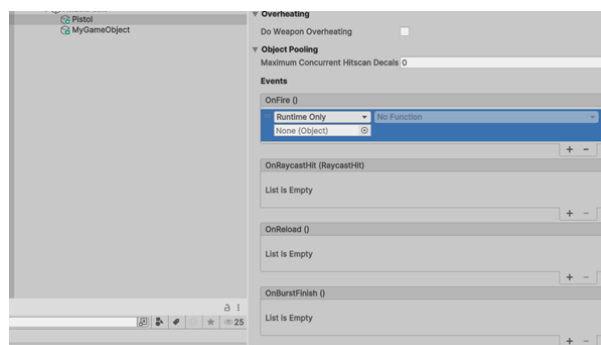 Pistol
MyGameObject
Overheating
Do Weapon Overheating
Object Pooling
Maximum Concurrent Hitscan Decals 0
Events
OnFire ()
Runtime Only No Function
None (Object)
+ −
OnRaycastHit (RaycastHit)
List is Empty
+ −
OnReload ()
List is Empty
+ −
OnBurstFinish ()
List is Empty
+ −
25